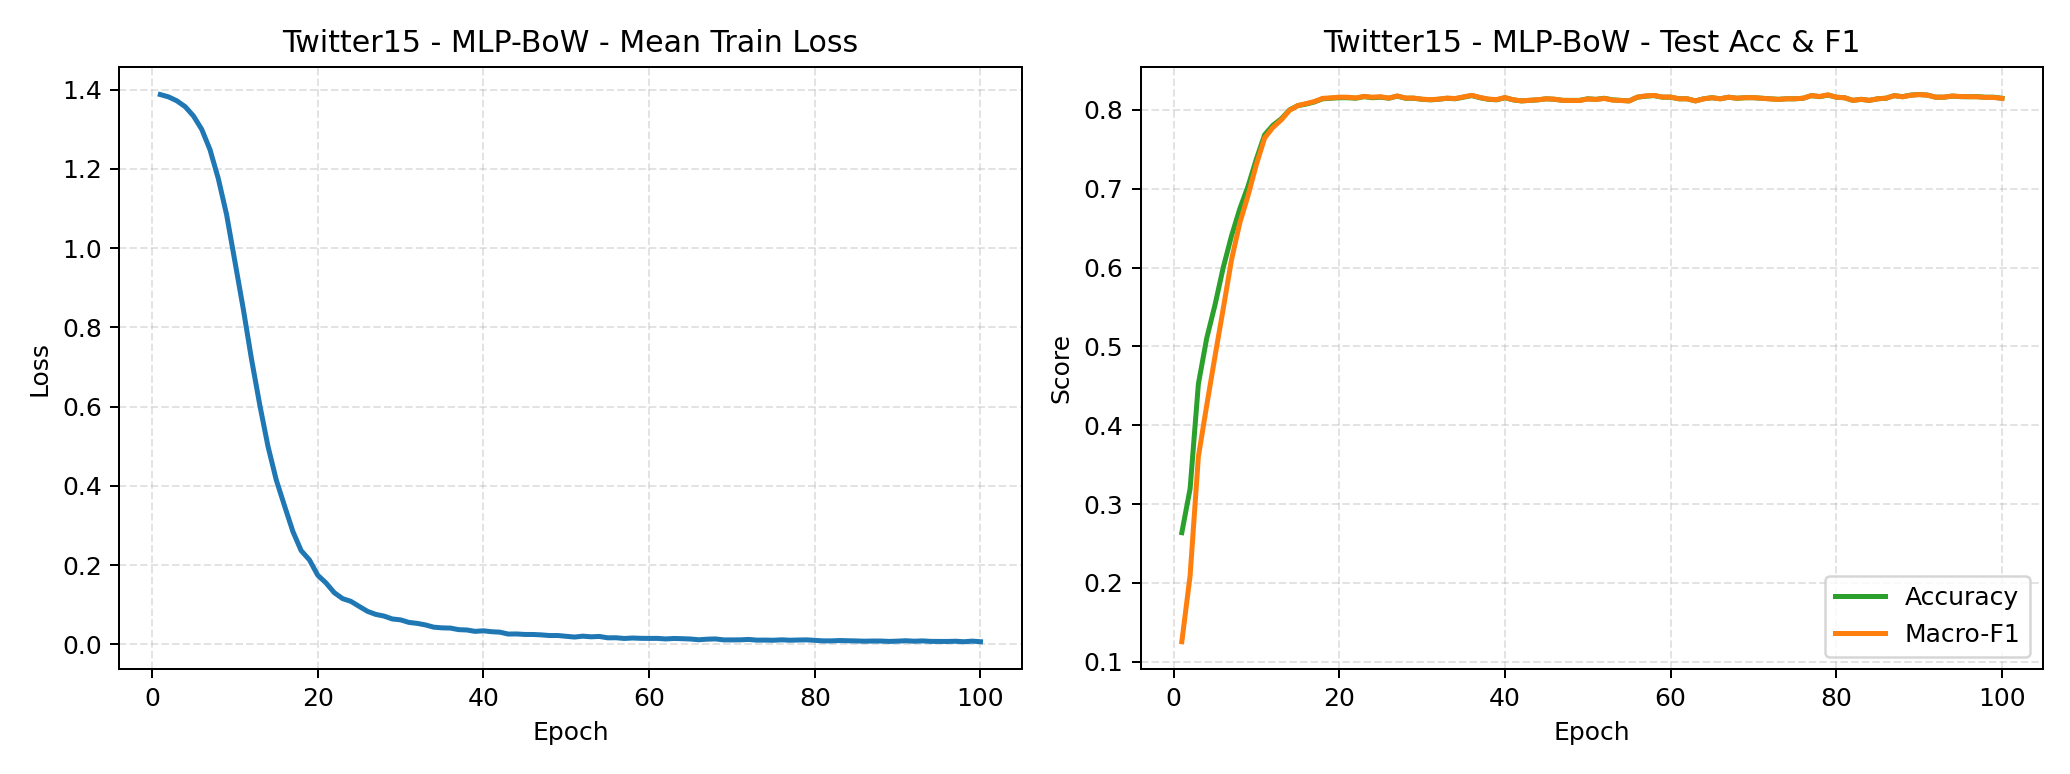 Twitter15 - MLP-BoW - Mean Train Loss
1.4
1.2
1.0
0.8
0.6
0.4
0.2
0.0
Loss
0 20 40 60 80 100
Epoch
Twitter15 - MLP-BoW - Test Acc & F1
0.8
0.7
0.6
0.5
0.4
0.3
0.2
0.1
Score
Accuracy
Macro-F1
0 20 40 60 80 100
Epoch